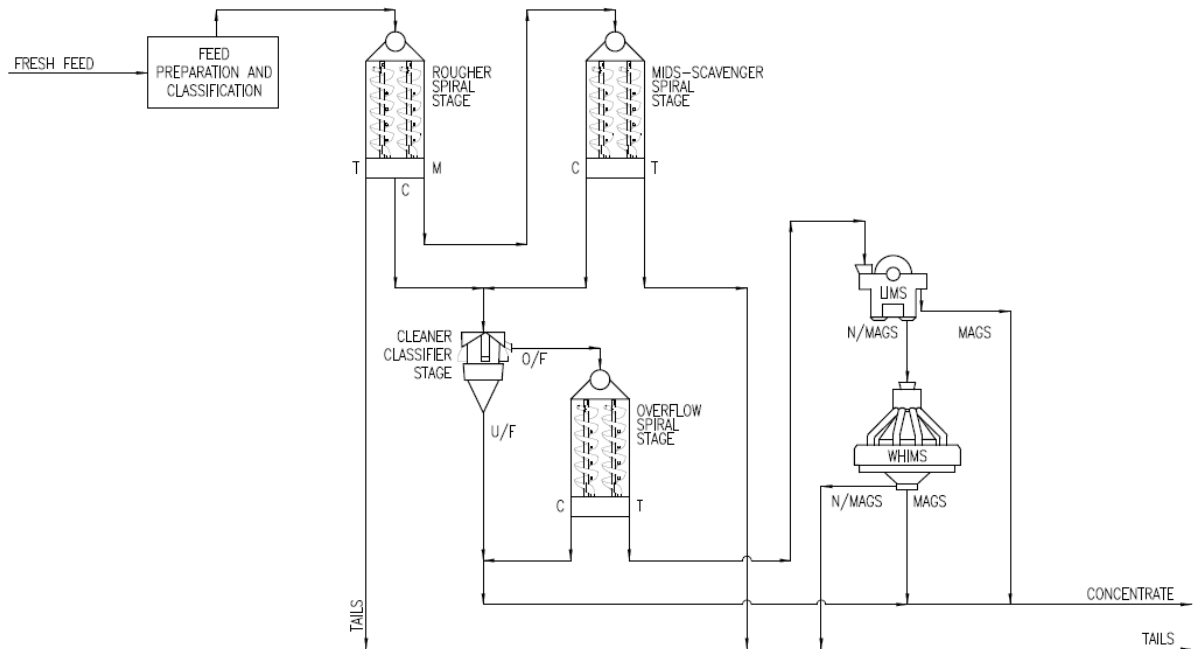 FRESH FEED
FEED
PREPARATION AND
CLASSIFICATION
ROUGHER
SPIRAL
STAGE
MIDS-SCAVENGER
SPIRAL
STAGE
T
M
C
C
T
UMS
N/MAGS
MAGS
CLEANER
CLASSIFIER
STAGE
O/F
U/F
OVERFLOW
SPIRAL
STAGE
C
T
WHIMS
N/MAGS
MAGS
CONCENTRATE
TAILS
TAILS